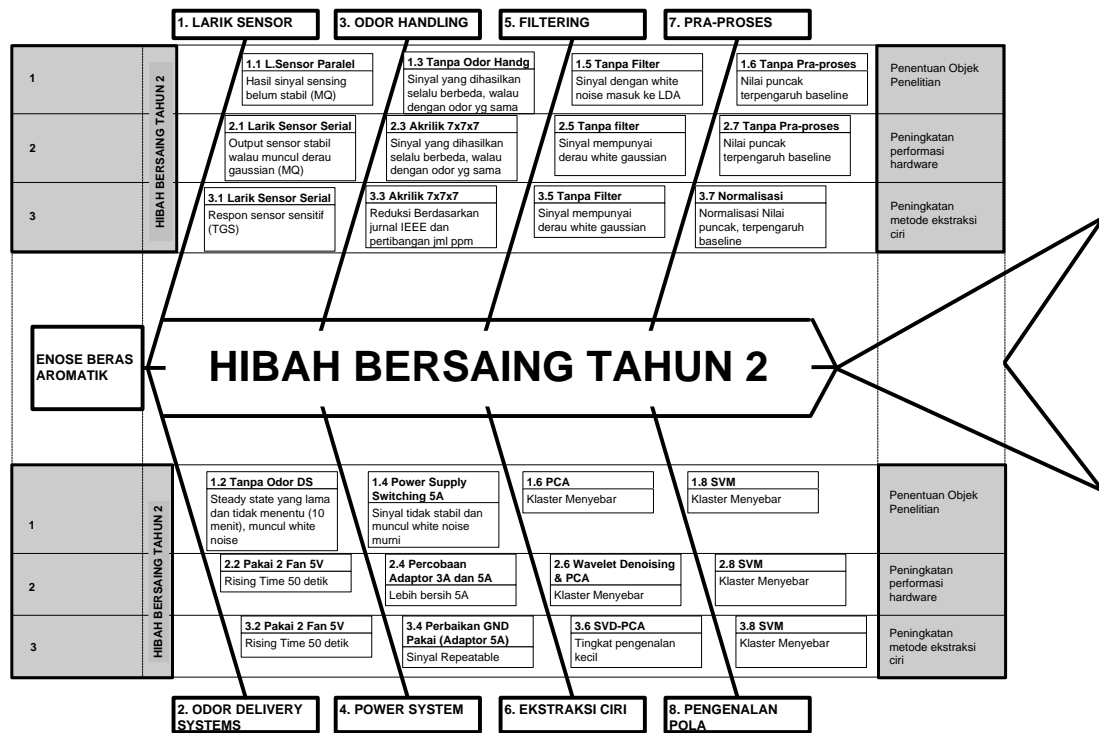 1. LARIK SENSOR
3. ODOR HANDLING
5. FILTERING
7. PRA-PROSES
HIBAH BERSAING TAHUN 2
1
1.1 L.Sensor Paralel
Hasil sinyal sensing
belum stabil (MQ)
1.3 Tanpa Odor Handg
Sinyal yang dihasilkan
selalu berbeda, walau
dengan odor yg sama
1.5 Tanpa Filter
Sinyal dengan white
noise masuk ke LDA
1.6 Tanpa Pra-proses
Nilai puncak
terpengaruh baseline
Penentuan Objek
Penelitian
2
2.1 Larik Sensor Serial
Output sensor stabil
walau muncul derau
gaussian (MQ)
2.3 Akrilik 7x7x7
Sinyal yang dihasilkan
selalu berbeda, walau
dengan odor yg sama
2.5 Tanpa filter
Sinyal mempunyai
derau white gaussian
2.7 Tanpa Pra-proses
Nilai puncak
terpengaruh baseline
Peningkatan
performasi
hardware
3
3.1 Larik Sensor Serial
Respon sensor sensitif
(TGS)
3.3 Akrilik 7x7x7
Reduksi Berdasarkan
jurnal IEEE dan
pertibangan jml ppm
3.5 Tanpa Filter
Sinyal mempunyai
derau white gaussian
3.7 Normalisasi
Normalisasi Nilai
puncak, terpengaruh
baseline
Peningkatan
metode ekstraksi
ciri
ENOSE BERAS
AROMATIK
HIBAH BERSAING TAHUN 2
HIBAH BERSAING TAHUN 2
1
1.2 Tanpa Odor DS
Steady state yang lama
dan tidak menentu (10
menit), muncul white
noise
1.4 Power Supply
Switching 5A
Sinyal tidak stabil dan
muncul white noise
murni
1.6 PCA
Klaster Menyebar
1.8 SVM
Klaster Menyebar
Penentuan Objek
Penelitian
2
2.2 Pakai 2 Fan 5V
Rising Time 50 detik
2.4 Percobaan
Adaptor 3A dan 5A
Lebih bersih 5A
2.6 Wavelet Denoising
& PCA
Klaster Menyebar
2.8 SVM
Klaster Menyebar
Peningkatan
performasi
hardware
3
3.2 Pakai 2 Fan 5V
Rising Time 50 detik
3.4 Perbaikan GND
Pakai (Adaptor 5A)
Sinyal Repeatable
3.6 SVD-PCA
Tingkat pengenalan
kecil
3.8 SVM
Klaster Menyebar
Peningkatan
metode ekstraksi
ciri
2. ODOR DELIVERY
SYSTEMS
4. POWER SYSTEM
6. EKSTRAKSI CIRI
8. PENGENALAN
POLA